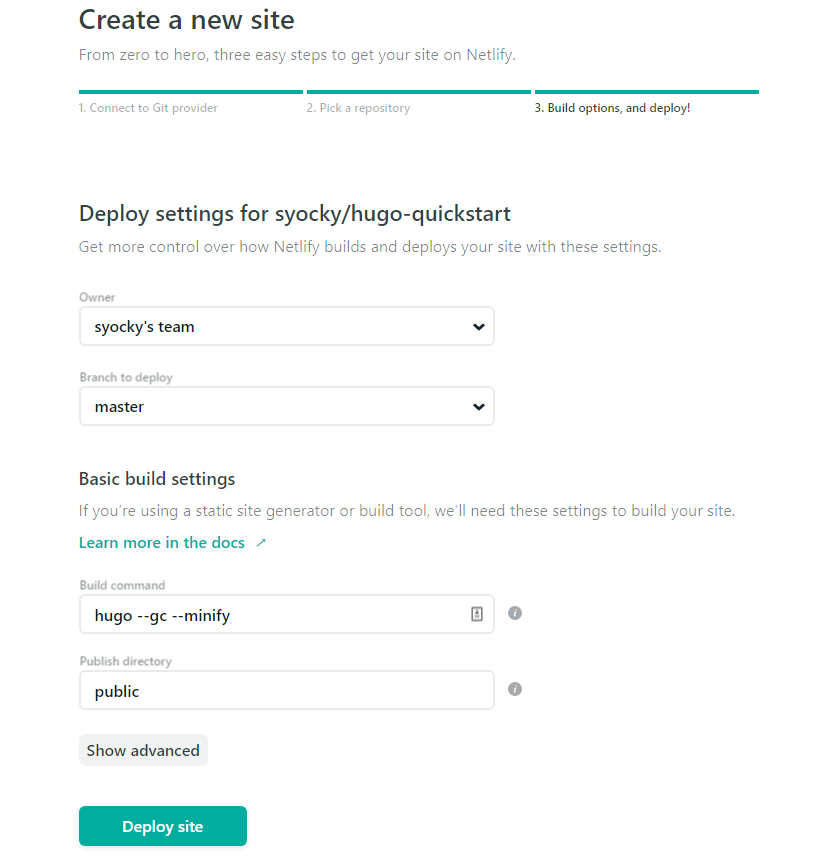 Create a new site
From zero to hero, three easy steps to get your site on Netlify.
1. Connect to Git provider
2. Pick a repository
3. Build options, and deploy!
Deploy settings for syocky/hugo-quickstart
Get more control over how Netlify builds and deploys your site with these settings.
Owner
syocky's team
Branch to deploy
master
Basic build settings
If you’re using a static site generator or build tool, we’ll need these settings to build your site.
Learn more in the docs ↗
Build command
hugo --gc --minify
i
Publish directory
public
i
Show advanced
Deploy site